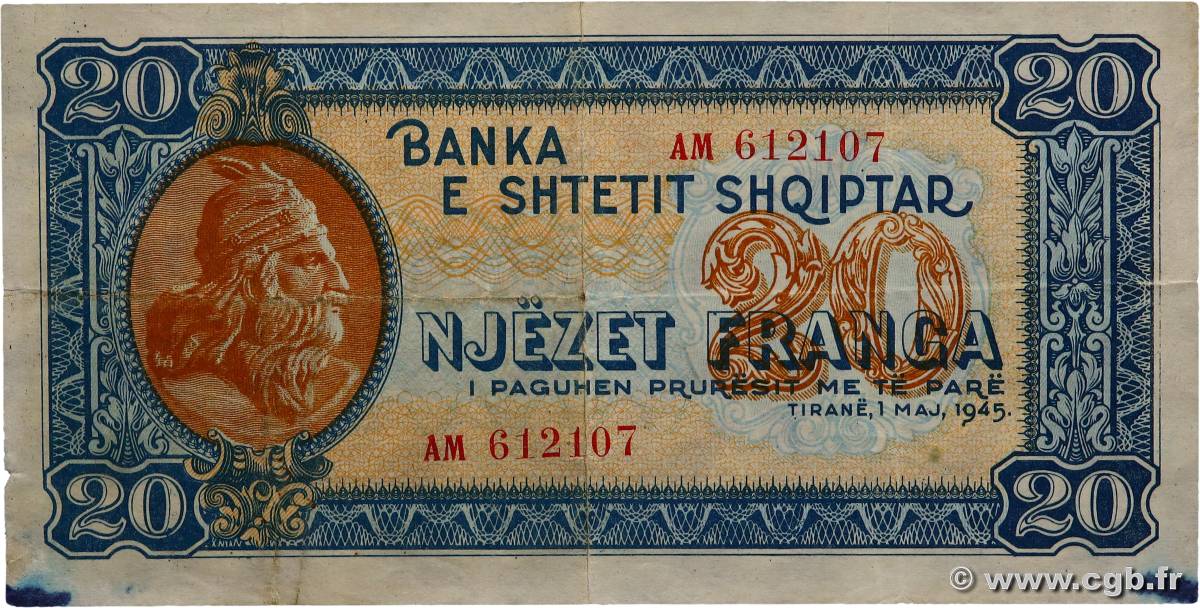 20
20
BANKA
AM 612107
E SHTETIT SHQIPTAR
20
NJËZET FRANGA
I PAGUHEN PRURËSIT ME TË PARË
TIRANË, 1 MAJ, 1945.
AM 612107
20
20
© www.cgb.fr